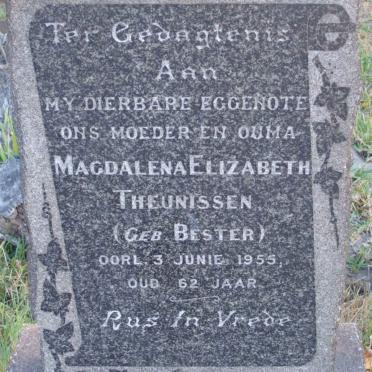 Ter Gedagtenis
Aan
MY DIERBARE EGGENOTE
ONS MOEDER EN OUMA
MAGDALENA ELIZABETH
THEUNISSEN
(GEB. BESTER)
OORL. 3 JUNIE 1955,
OUD 62 JAAR
Rus In Vrede